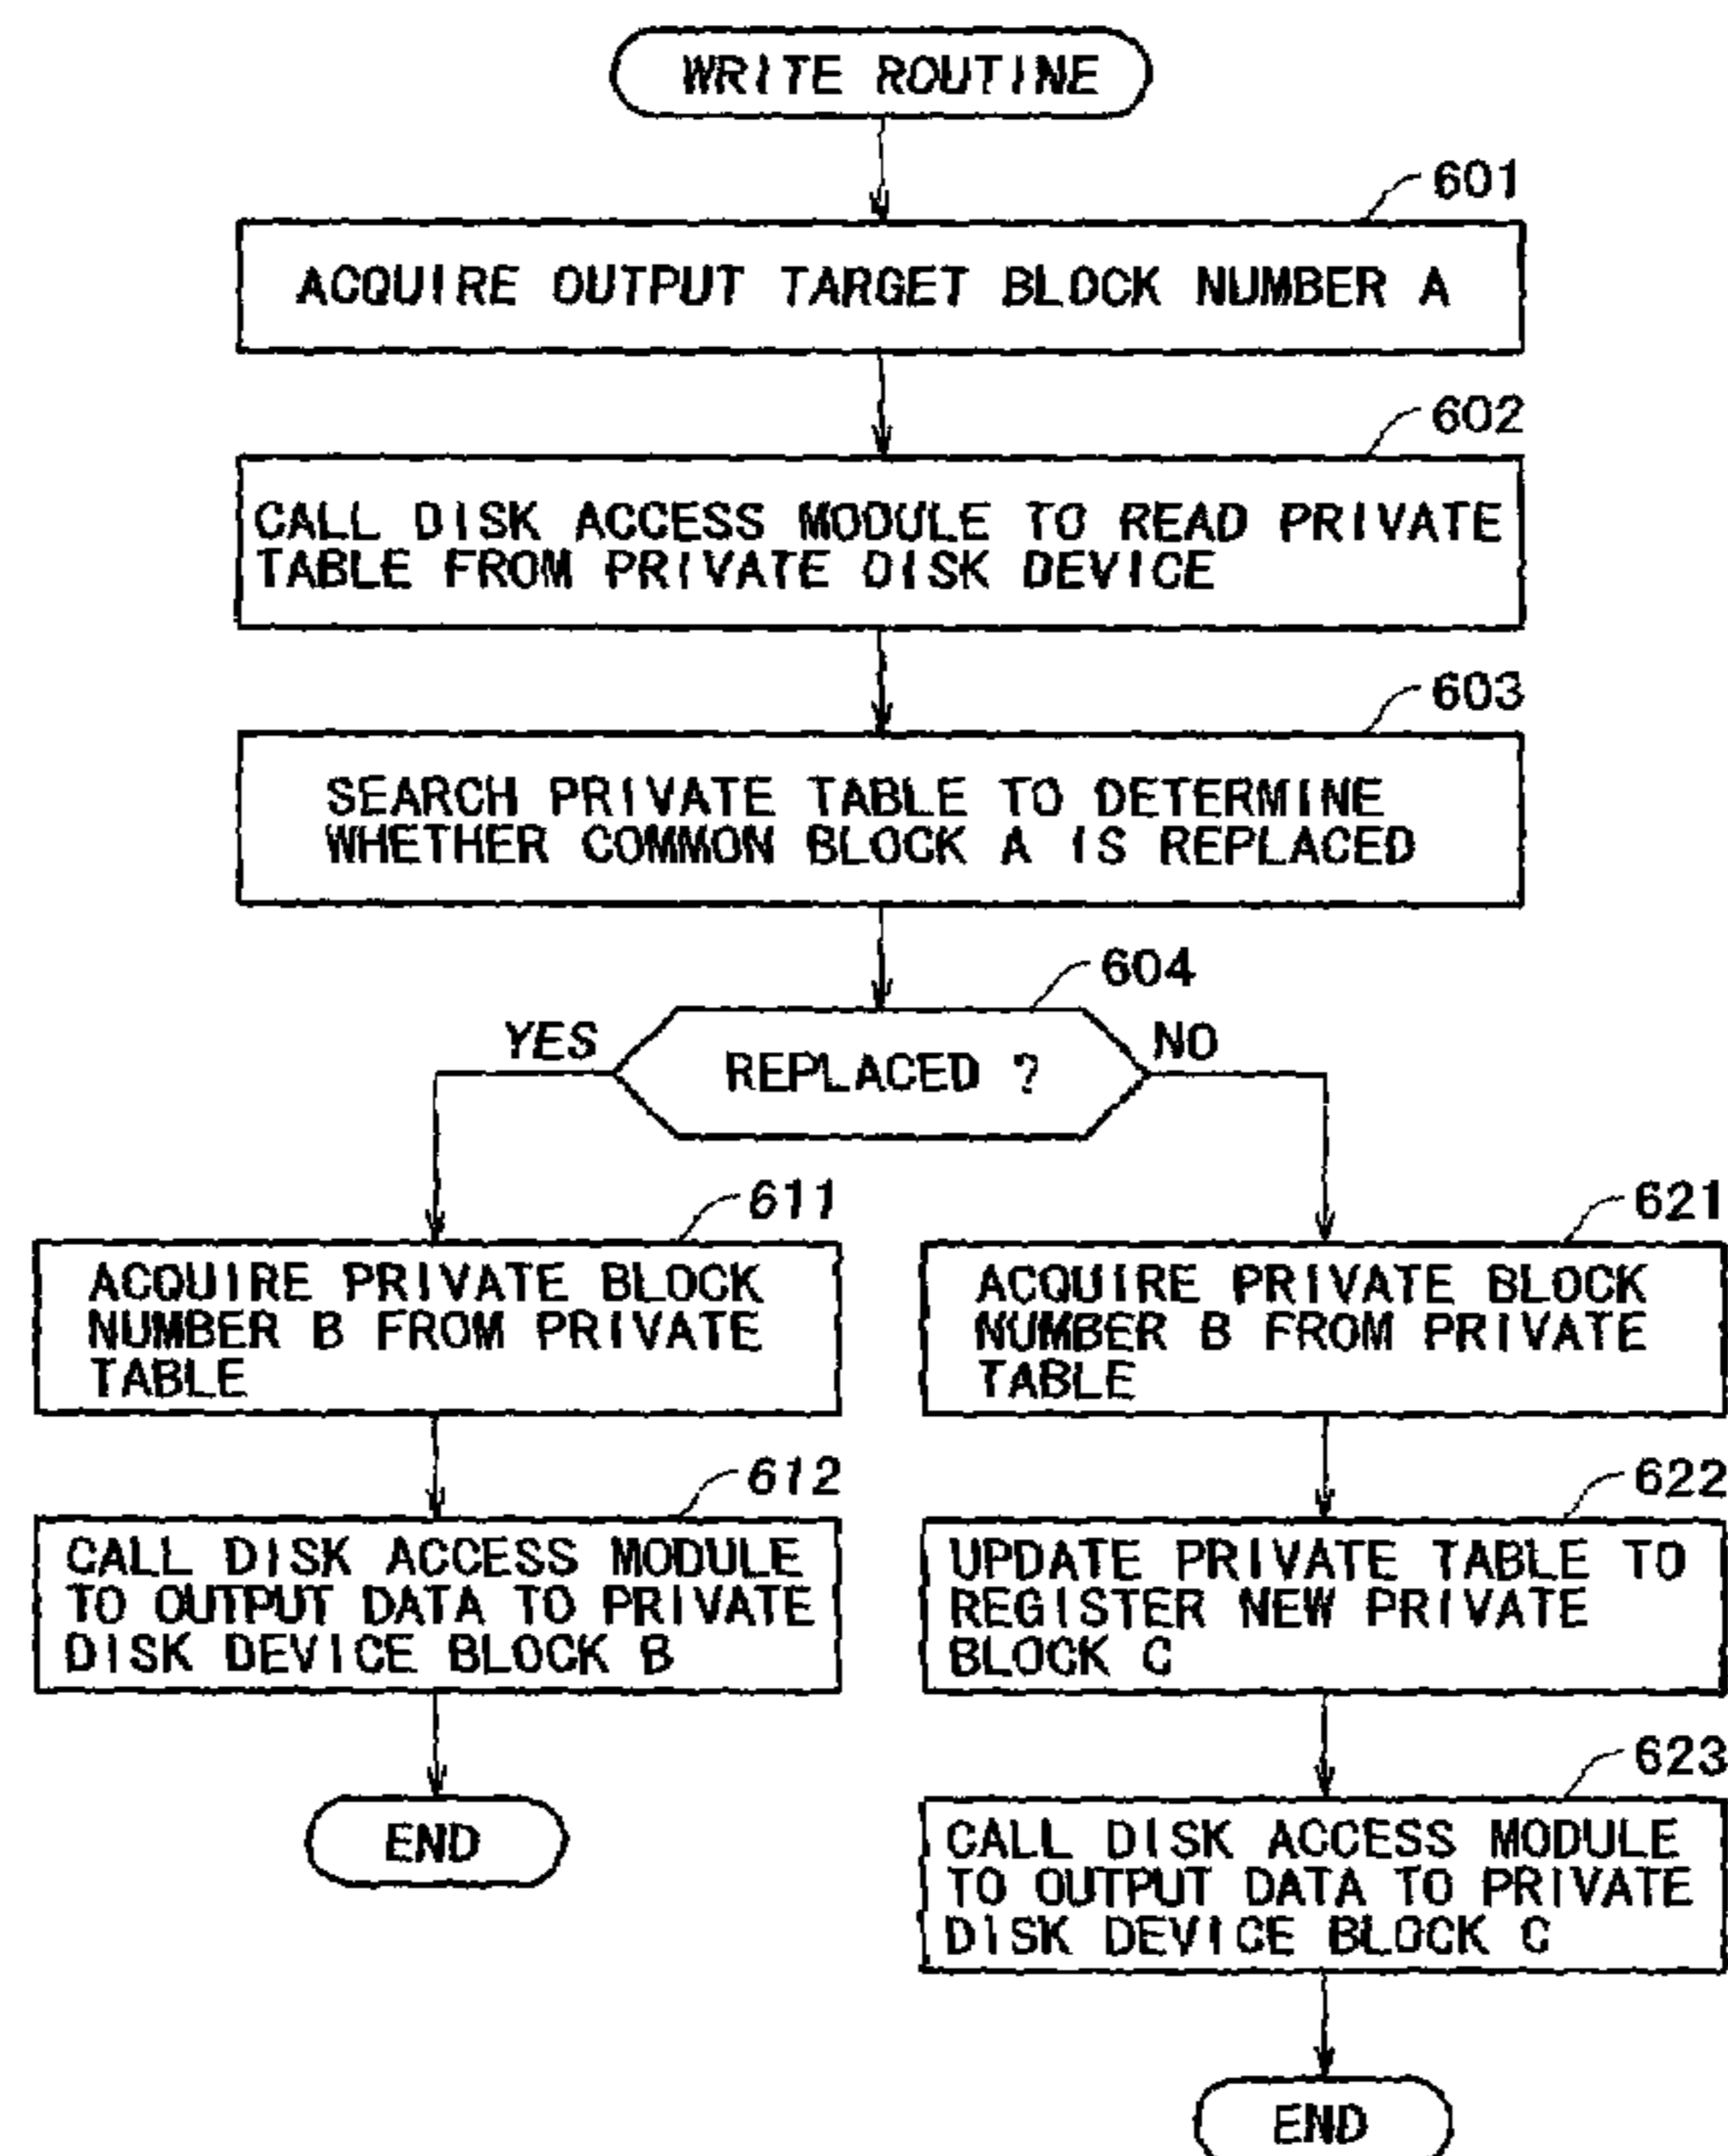 WRITE ROUTINE
601
ACQUIRE OUTPUT TARGET BLOCK NUMBER A
602
CALL DISK ACCESS MODULE TO READ PRIVATE
TABLE FROM PRIVATE DISK DEVICE
603
SEARCH PRIVATE TABLE TO DETERMINE
WHETHER COMMON BLOCK A IS REPLACED
604
YES
REPLACED ?
NO
611
ACQUIRE PRIVATE BLOCK
NUMBER B FROM PRIVATE
TABLE
612
CALL DISK ACCESS MODULE
TO OUTPUT DATA TO PRIVATE
DISK DEVICE BLOCK B
END
621
ACQUIRE PRIVATE BLOCK
NUMBER B FROM PRIVATE
TABLE
622
UPDATE PRIVATE TABLE TO
REGISTER NEW PRIVATE
BLOCK C
623
CALL DISK ACCESS MODULE
TO OUTPUT DATA TO PRIVATE
DISK DEVICE BLOCK C
END